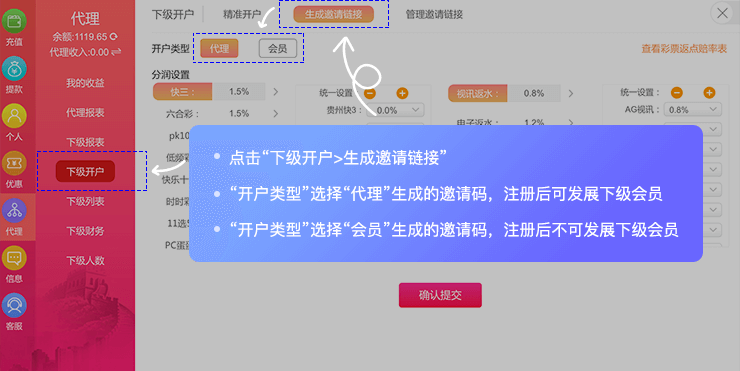 充值
提款
个人
优惠
代理
信息
客服
代理
余额:1119.65
代理收入:0.00
我的收益
代理报表
下级报表
下级开户
下级列表
下级财务
下级人数
下级开户 精准开户 生成邀请链接 管理邀请链接
开户类型 代理 会员 查看彩票返点赔率表
分润设置
快三: 1.5% 统一设置 视讯返水: 0.8% 统一设置:
六合彩: 1.5% 贵州快3: 0.0% AG视讯: 0.8%
pk10
电子返水: 1.2%
低频彩
快乐十
时时彩
11选5
PC蛋蛋
点击“下级开户>生成邀请链接”
“开户类型”选择“代理”生成的邀请码，注册后可发展下级会员
“开户类型”选择“会员”生成的邀请码，注册后不可发展下级会员
确认提交